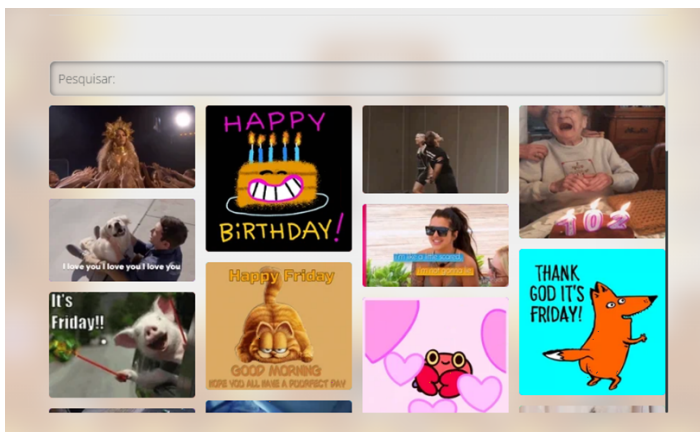 Pesquisar:
HAPPY
BiRTHDAY!
I love you I love you I love you
It's
Friday!!
Happy Friday
GOOD MORNING
HOPE YOU ALL HAVE A PURRFECT DAY
THANK
GOD IT'S
FRiDAY!